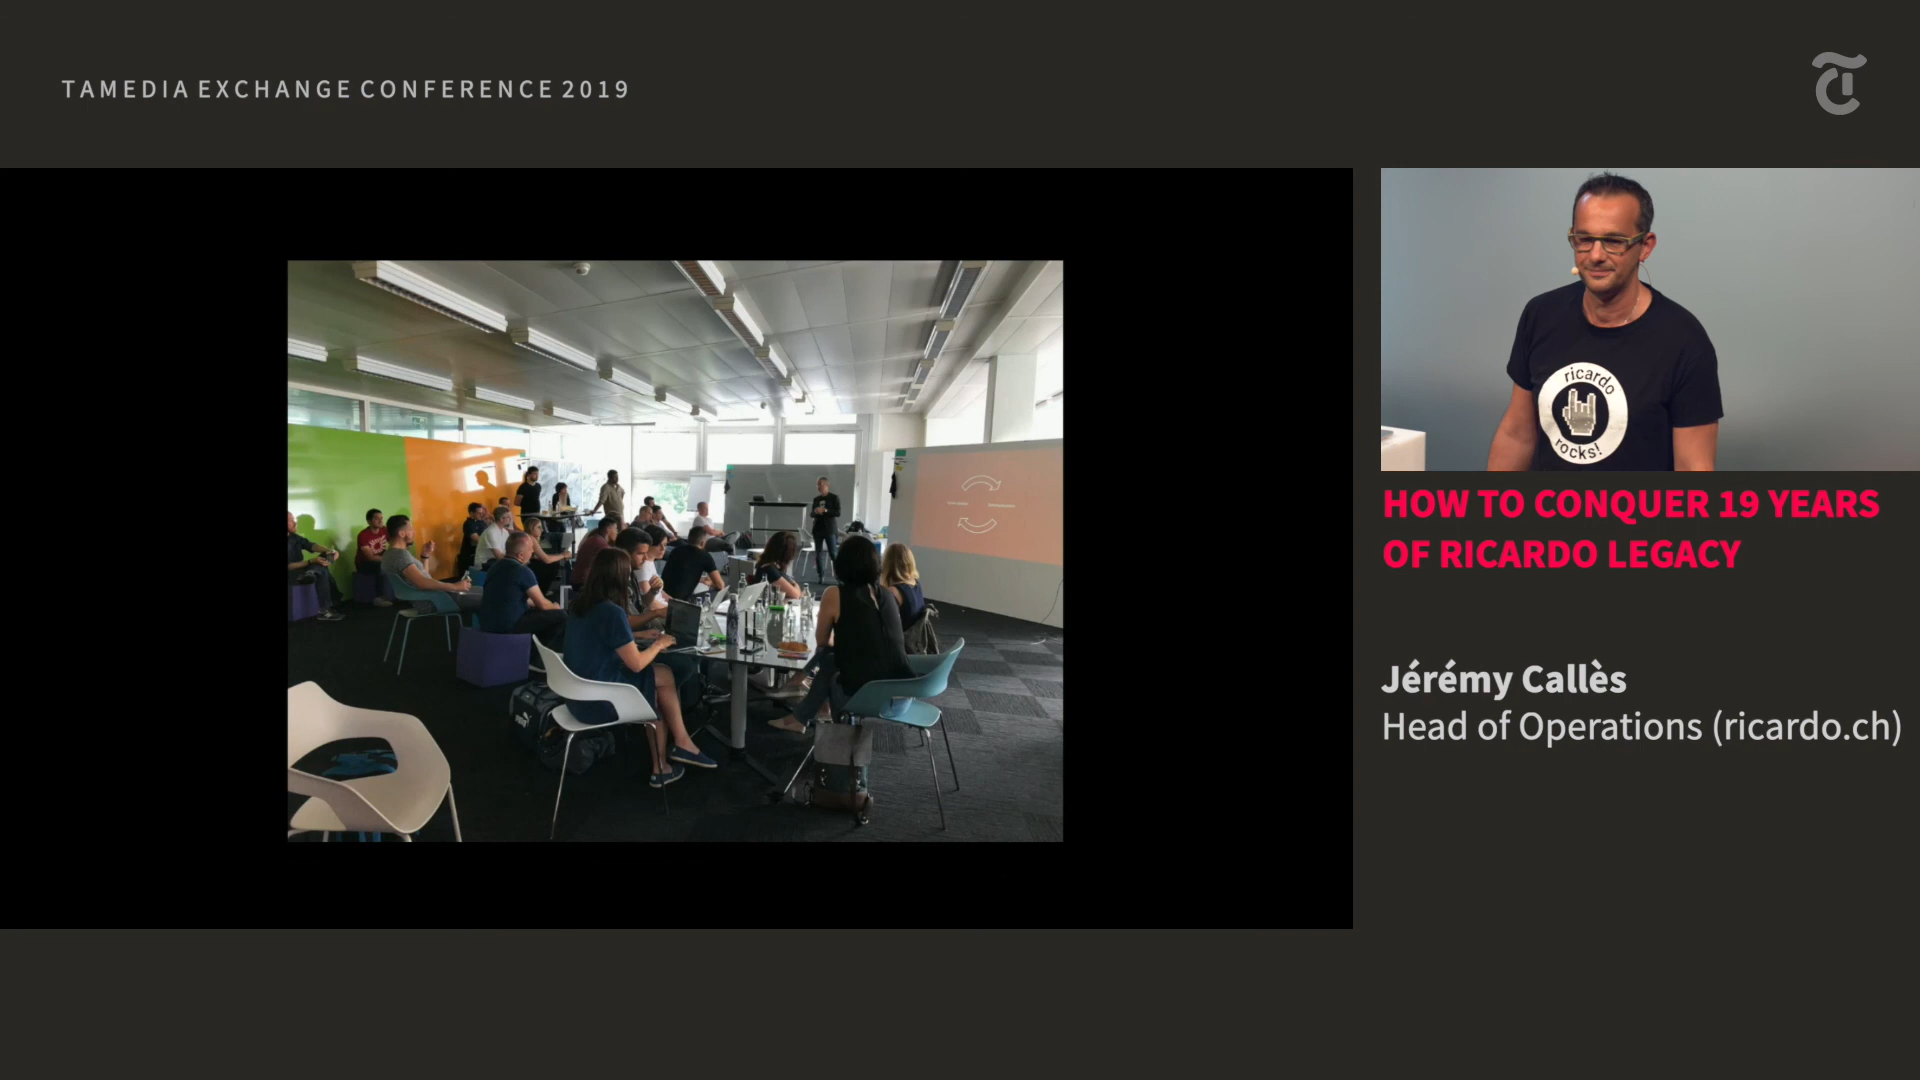 TAMEDIA EXCHANGE CONFERENCE 2019
ricardo
rocks!
HOW TO CONQUER 19 YEARS
OF RICARDO LEGACY
Jérémy Callès
Head of Operations (ricardo.ch)